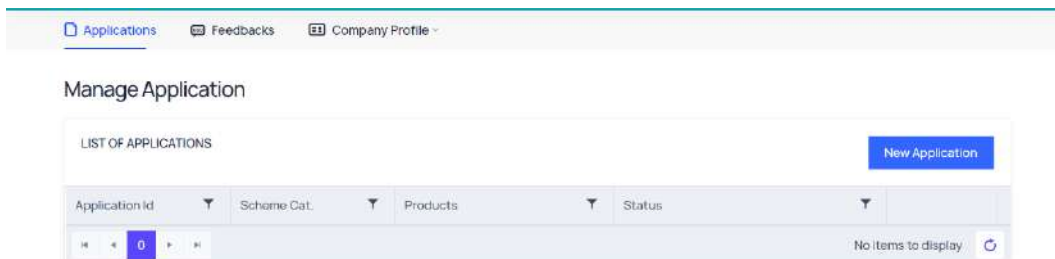 Applications Feedbacks Company Profile
Manage Application
LIST OF APPLICATIONS
New Application
Application Id Scheme Cat. Products Status
0 No items to display